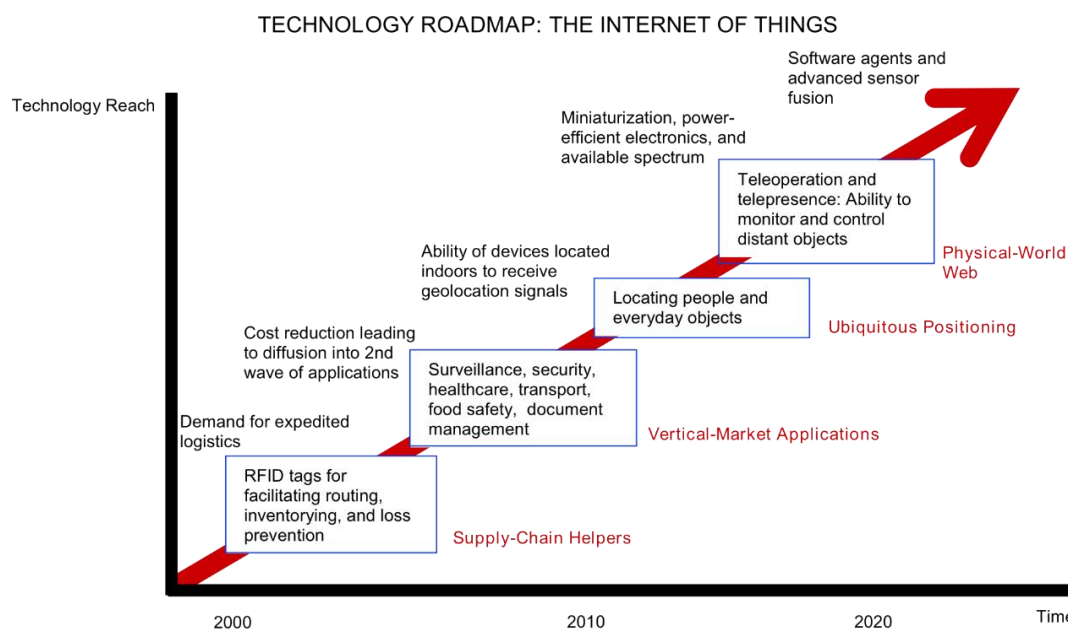 TECHNOLOGY ROADMAP: THE INTERNET OF THINGS
Technology Reach
Software agents and
advanced sensor
fusion
Miniaturization, power-
efficient electronics, and
available spectrum
Teleoperation and
telepresence: Ability to
monitor and control
distant objects
Physical-World
Web
Ability of devices located
indoors to receive
geolocation signals
Locating people and
everyday objects
Ubiquitous Positioning
Cost reduction leading
to diffusion into 2nd
wave of applications
Surveillance, security,
healthcare, transport,
food safety, document
management
Vertical-Market Applications
Demand for expedited
logistics
RFID tags for
facilitating routing,
inventorying, and loss
prevention
Supply-Chain Helpers
2000
2010
2020
Time